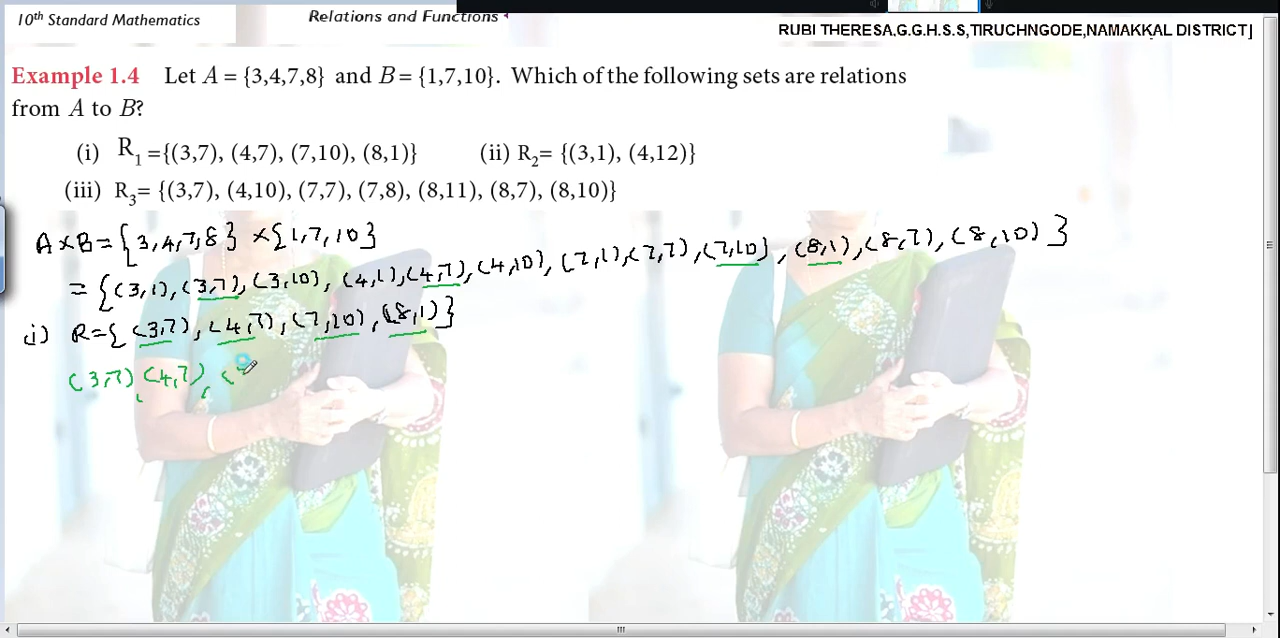 10th Standard Mathematics
Relations and Functions
RUBI THERESA,G.G.H.S.S,TIRUCHNGODE,NAMAKKAL DISTRICT]
Example 1.4 Let A = {3,4,7,8} and B = {1,7,10}. Which of the following sets are relations
from A to B?
(i) R₁ ={(3,7), (4,7), (7,10), (8,1)} (ii) R₂= {(3,1), (4,12)}
(iii) R₃= {(3,7), (4,10), (7,7), (7,8), (8,11), (8,7), (8,10)}
A×B = {3,4,7,8} × {1,7,10}
= {(3,1), (3,7), (3,10), (4,1), (4,7), (4,10), (7,1), (7,7), (7,10), (8,1), (8,7), (8,10)}
i) R = {(3,7), (4,7), (7,10), (8,1)}
(3,7), (4,7), (